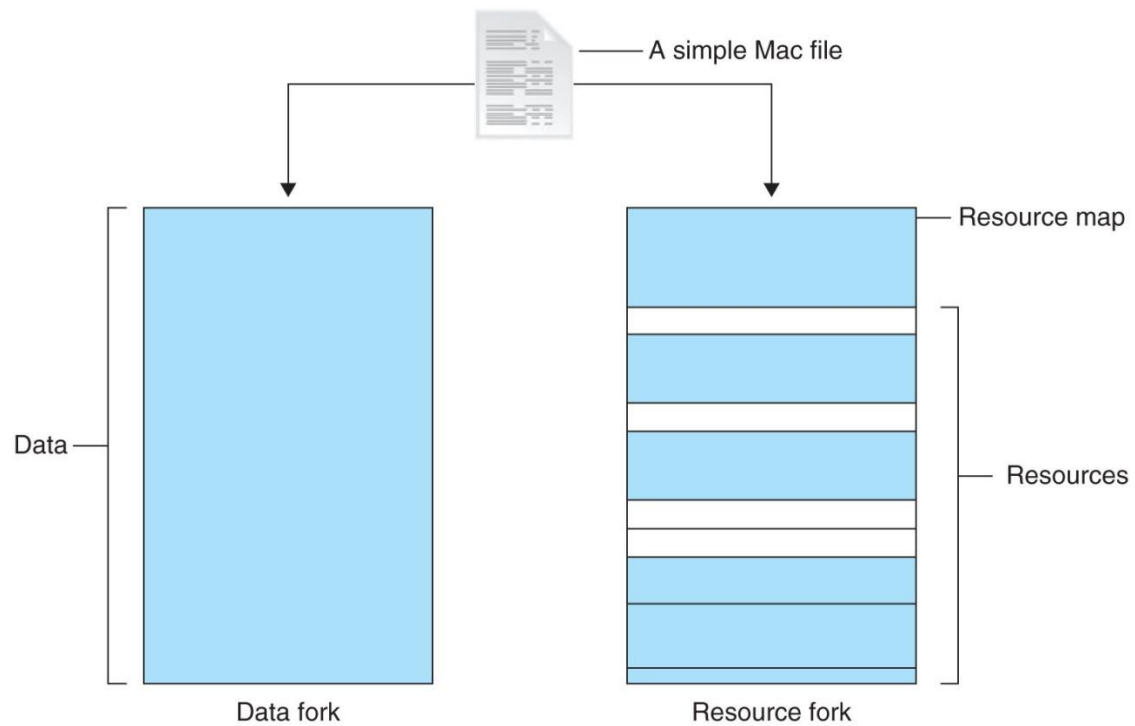 A simple Mac file
Resource map
Data
Resources
Data fork
Resource fork